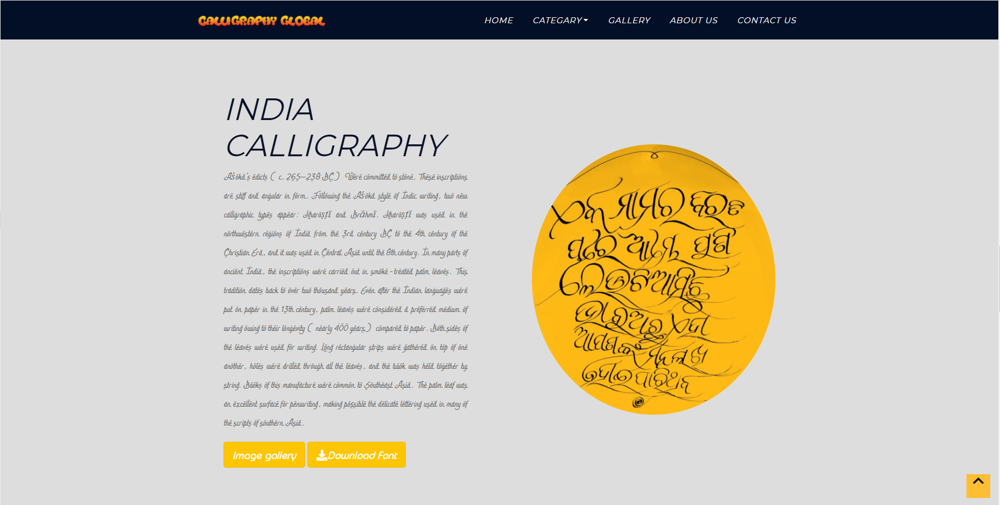 CALLIGRAPHY GLOBAL
HOME CATEGARY GALLERY ABOUT US CONTACT US
INDIA
CALLIGRAPHY
Aśoka's edicts ( c. 265–238 BC ) Were committed to stone. These inscriptions
are stiff and angular in form.. Following the Aśoka style of Indic writing, two new
calligraphic types appear: Kharoṣṭī and Brāhmī. Kharoṣṭī was used in the
northwestern regions of India from the 3rd century BC to the 4th century of the
Christian Era, and it was used in Central Asia until the 8th century. In many parts of
ancient India, the inscriptions were carried out in smoke-treated palm leaves. This
tradition dates back to over two thousand years.. Even after the Indian languages were
put on paper in the 13th century, palm leaves were considered a preferred medium of
writing owing to their longevity ( nearly 400 years ) compared to paper. Both sides of
the leaves were used for writing. Long rectangular strips were gathered on top of one
another, holes were drilled through all the leaves, and the book was held together by
string. Books of this manufacture were common to Southeast Asia.. The palm leaf was
an excellent surface for penwriting, making possible the delicate lettering used in many of
the scripts of southern Asia..
ଏକ
ପୁଣି
Image gallery Download Font